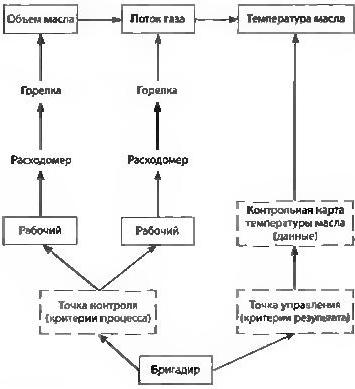 Объем масла
Поток газа
Температура масла
Горелка
Горелка
Расходомер
Расходомер
Рабочий
Рабочий
Контрольная карта
температуры масла
(данные)
Точка контроля
(критерии процесса)
Точка управления
(критерии результата)
Бригадир